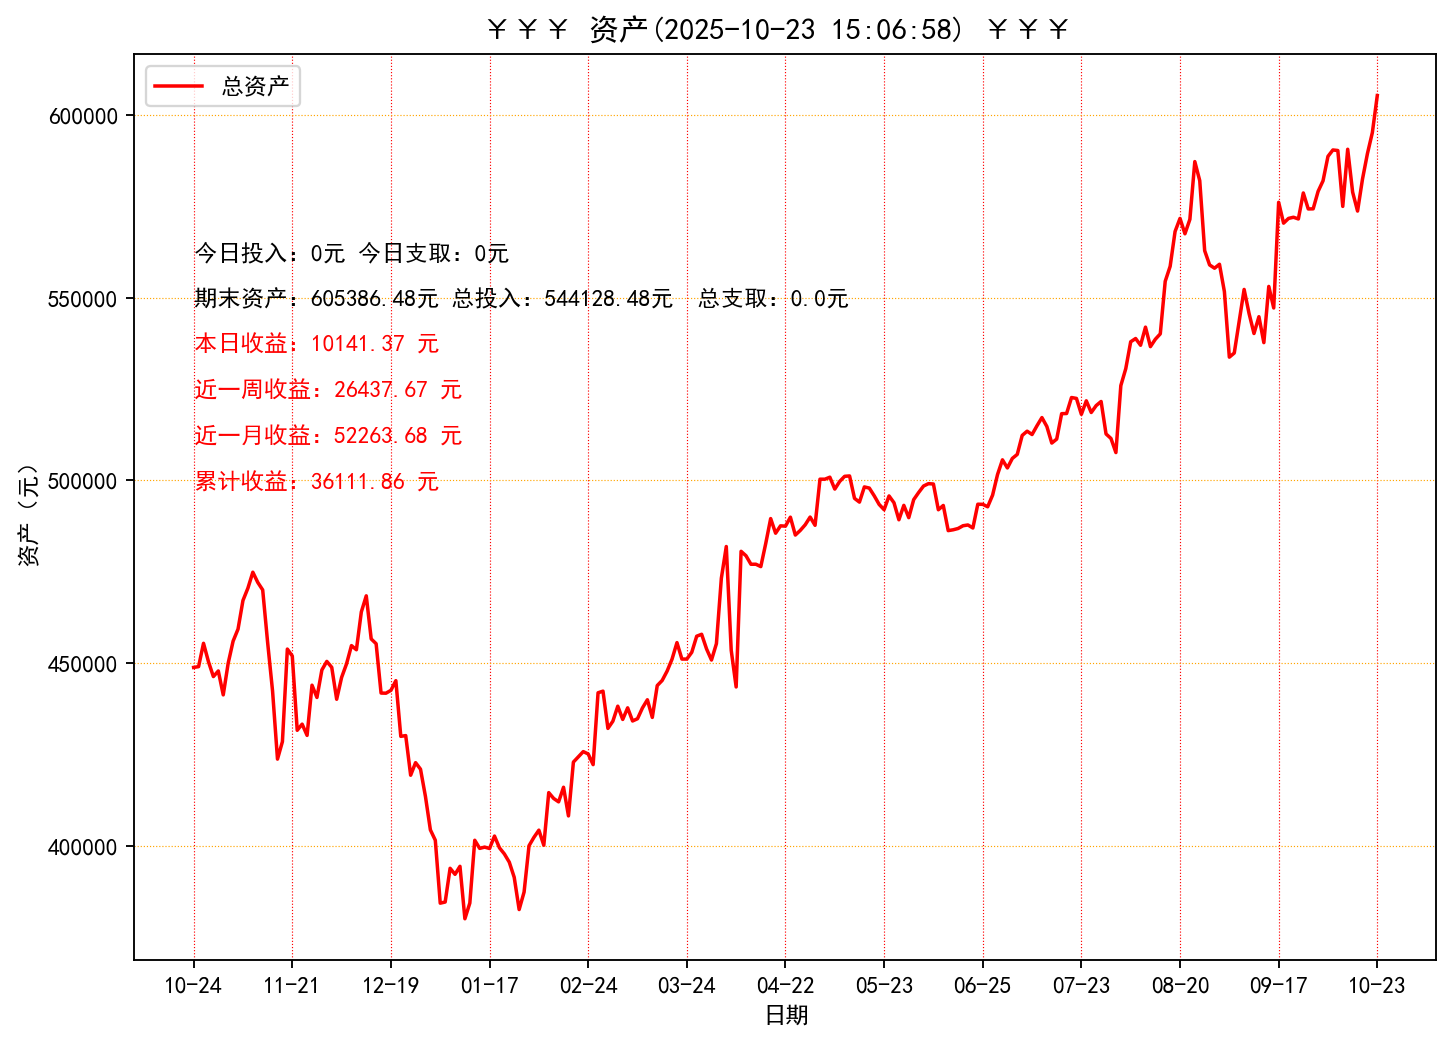 ￥￥￥ 资产(2025-10-23 15:06:58) ￥￥￥
总资产
600000
550000
500000
450000
400000
资产（元）
今日投入：0元 今日支取：0元
期末资产：605386.48元 总投入：544128.48元  总支取：0.0元
本日收益：10141.37 元
近一周收益：26437.67 元
近一月收益：52263.68 元
累计收益：36111.86 元
10-24 11-21 12-19 01-17 02-24 03-24 04-22 05-23 06-25 07-23 08-20 09-17 10-23
日期